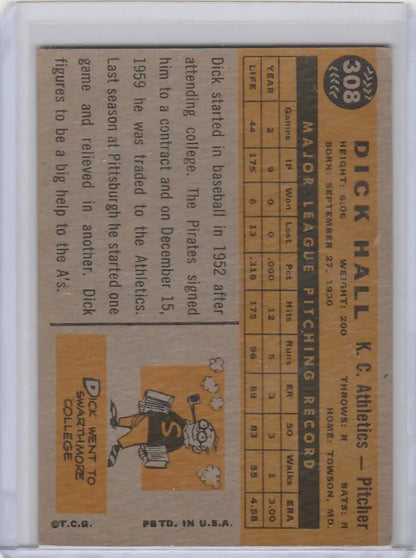 308
DICK HALL
K. C. Athletics — Pitcher
HEIGHT: 6:06 WEIGHT: 200 THROWS: R BATS: R
BORN: SEPTEMBER 27, 1930 HOME: TOWSON, MD.
MAJOR LEAGUE PITCHING RECORD
Games IP Won Lost Pct Hits Runs ER SO Walks ERA
YEAR 2 9 0 0 .000 12 5 3 3 1 3.00
LIFE 44 175 6 13 .316 175 96 89 83 55 4.58
Dick started in baseball in 1952 after
attending college. The Pirates signed
him to a contract and on December 15,
1959 he was traded to the Athletics.
Last season at Pittsburgh he started one
game and relieved in another. Dick
figures to be a big help to the A's.
S
DICK WENT TO
SWARTHMORE
COLLEGE
©T.C.G. PRTD. IN U.S.A.